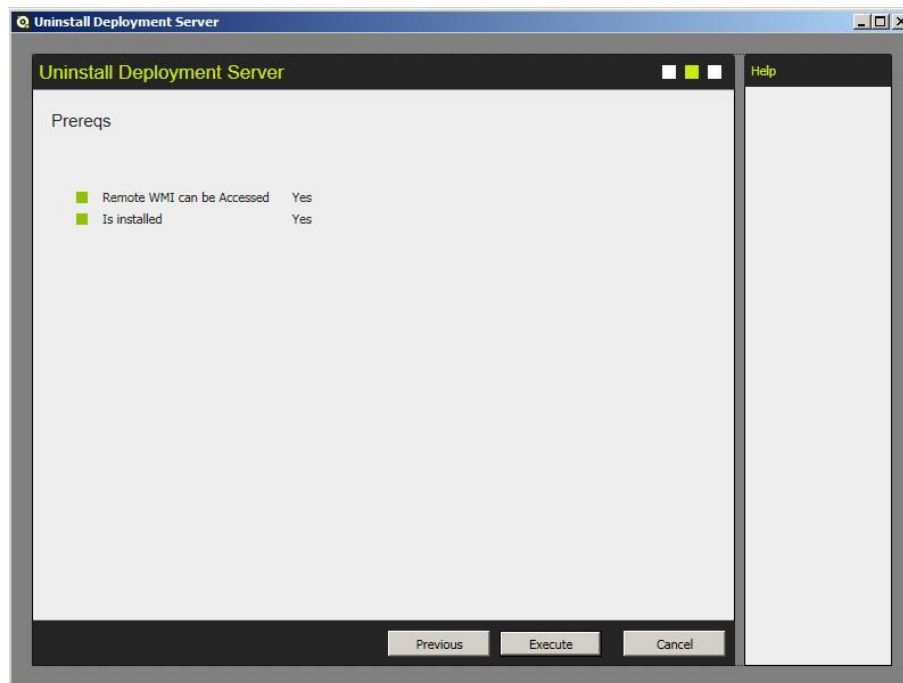 Uninstall Deployment Server
Uninstall Deployment Server
Help
Prereqs
Remote WMI can be Accessed Yes
Is installed Yes
Previous Execute Cancel